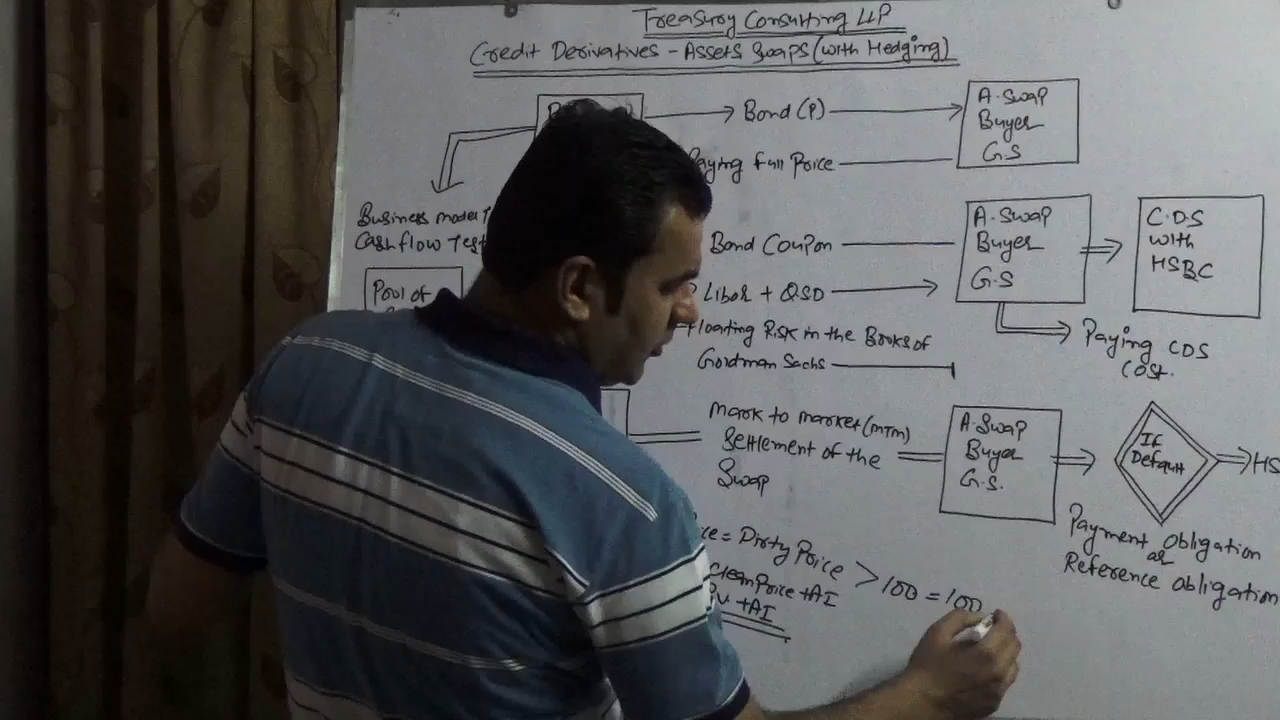 Treasury Consulting LLP
Credit Derivatives - Assets Swaps (with Hedging)
Bond (P)
A. Swap
Buyer
G.S
Paying Full Price
Business model
Cashflow Test
Pool of
Bond Coupon
Libor + QSD
A. Swap
Buyer
G.S
C.D.S
with
HSBC
Floating Risk in the Books of
Goldman Sachs
Paying CDS
Cost.
Mark to market (MTM)
Settlement of the
Swap
A. Swap
Buyer
G.S.
If
Default
HS
Payment obligation
or
Reference obligation
ce = Dirty Price > 100 = 100
Clean Price + AI
PV + AI